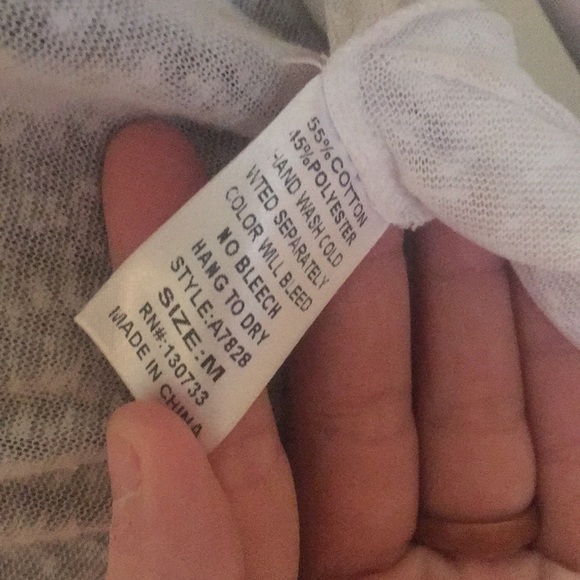 55% COTTON
45% POLYESTER
HAND WASH COLD
WTED SEPARATELY
COLOR WILL BLEED
NO BLEECH
HANG TO DRY
STYLE:A7828
SIZE:M
RN#:130733
MADE IN CHINA